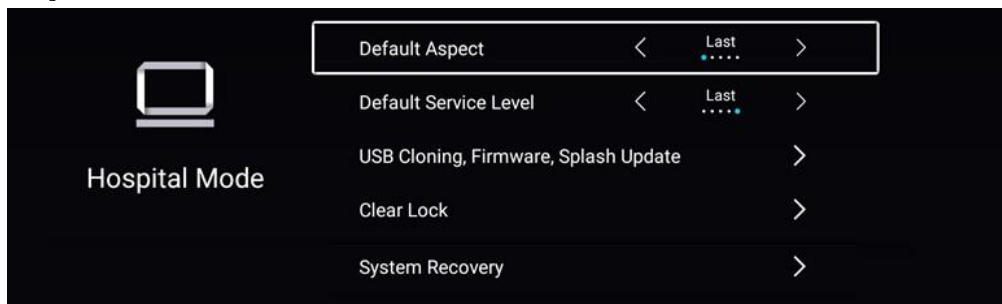 Default Aspect
Last
Default Service Level
Last
USB Cloning, Firmware, Splash Update
Hospital Mode
Clear Lock
System Recovery